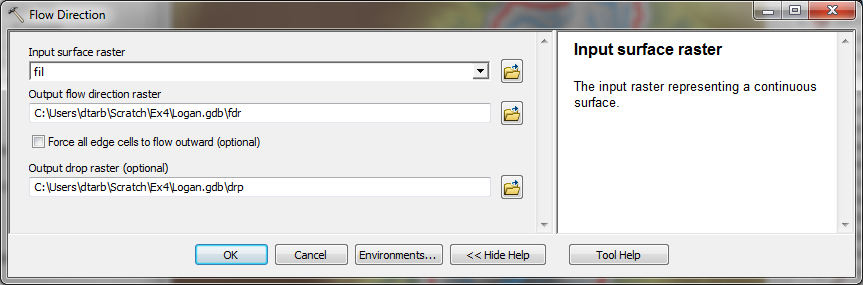 Flow Direction
Input surface raster
fil
Output flow direction raster
C:\Users\dtarb\Scratch\Ex4\Logan.gdb\fdr
Force all edge cells to flow outward (optional)
Output drop raster (optional)
C:\Users\dtarb\Scratch\Ex4\Logan.gdb\drp
Input surface raster
The input raster representing a continuous
surface.
OK
Cancel
Environments...
<< Hide Help
Tool Help